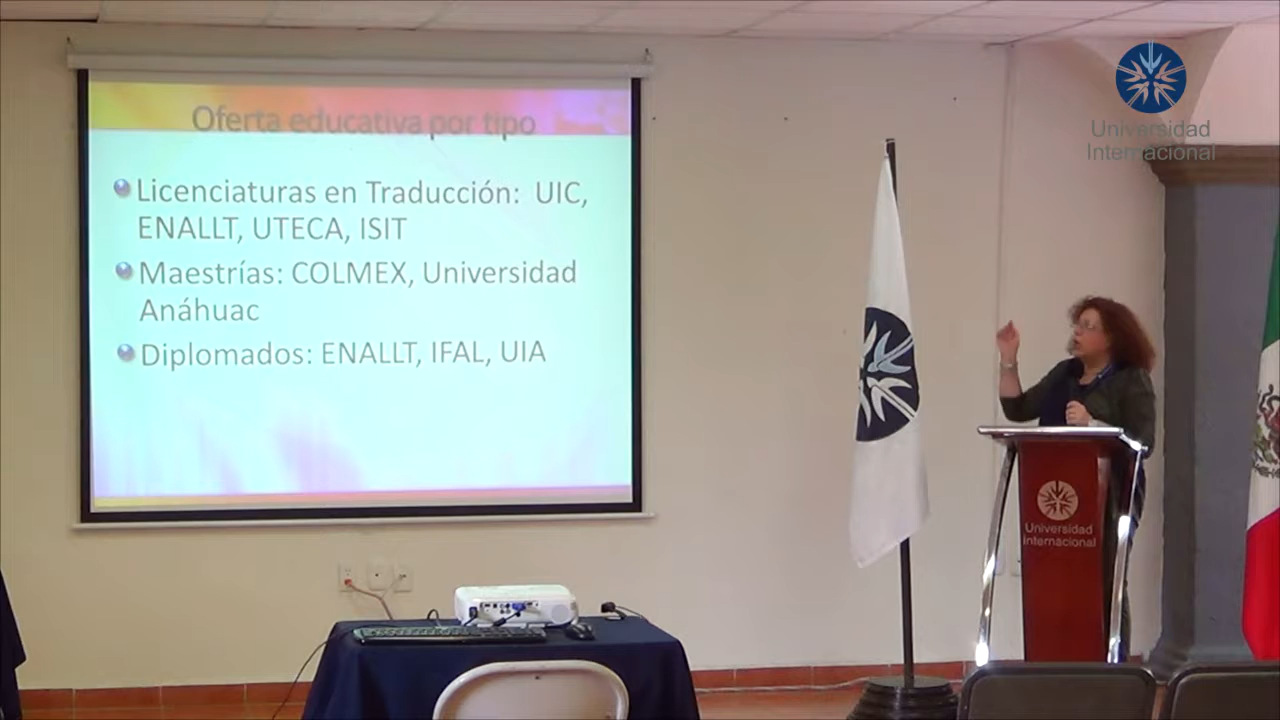 Oferta educativa por tipo
Licenciaturas en Traducción: UIC,
ENALLT, UTECA, ISIT
Maestrías: COLMEX, Universidad
Anáhuac
Diplomados: ENALLT, IFAL, UIA
Universidad
Internacional
Universidad
Internacional